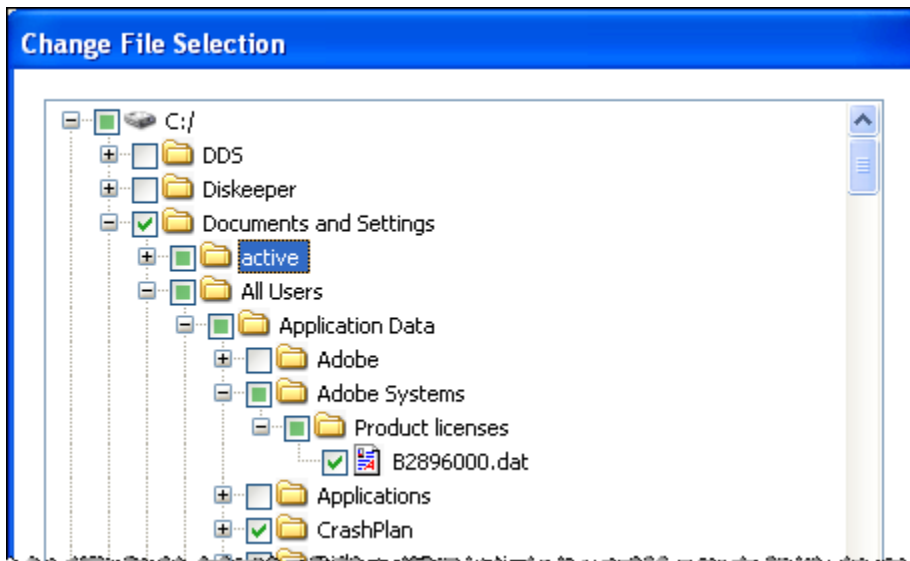 Change File Selection
C:/
DDS
Diskeeper
Documents and Settings
active
All Users
Application Data
Adobe
Adobe Systems
Product licenses
B2896000.dat
Applications
CrashPlan